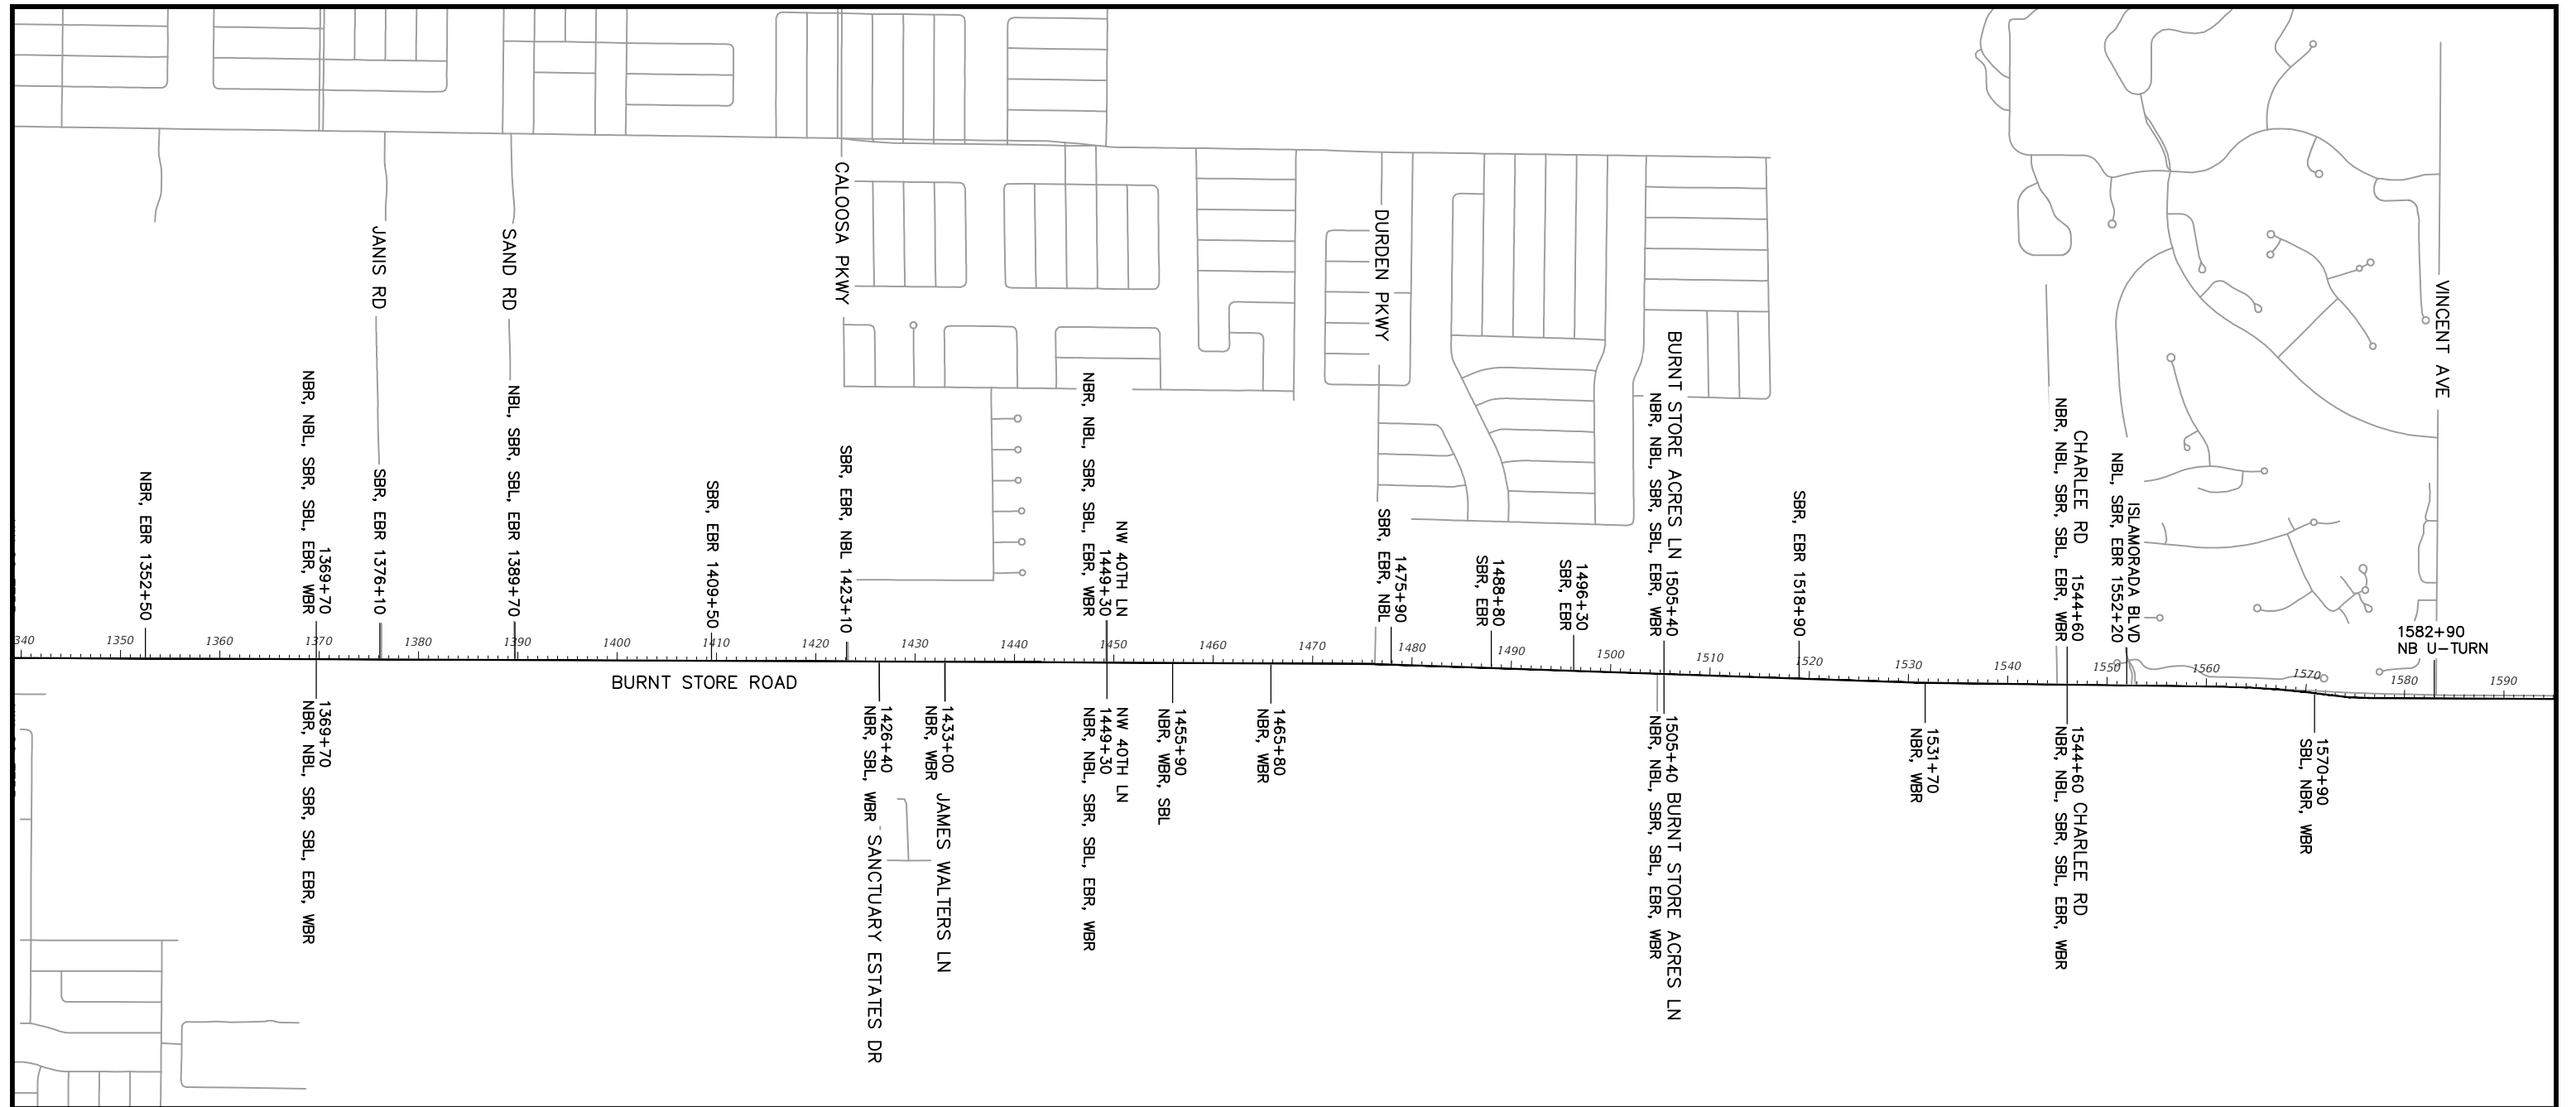 CALOOSA PKWY
DURDEN PKWY
JANIS RD
SAND RD
VINCENT AVE
NBR, EBR 1352+50
1369+70
NBR, NBL, SBR, SBL, EBR, WBR
SBR, EBR 1376+10
NBL, SBR, SBL, EBR 1389+70
SBR, EBR 1409+50
SBR, EBR, NBL 1423+10
NW 40TH LN
1449+30
NBR, NBL, SBR, SBL, EBR, WBR
1475+90
SBR, EBR, NBL
1488+80
SBR, EBR
1496+30
SBR, EBR
BURNT STORE ACRES LN 1505+40
NBR, NBL, SBR, SBL, EBR, WBR
SBR, EBR 1518+90
CHARLEE RD 1544+60
NBR, NBL, SBR, SBL, EBR, WBR
ISLAMORADA BLVD
NBL, SBR, EBR 1552+20
1582+90
NB U-TURN
340 1350 1360 1370 1380 1390 1400 1410 1420 1430 1440 1450 1460 1470 1480 1490 1500 1510 1520 1530 1540 1550 1560 1570 1580 1590
BURNT STORE ROAD
1369+70
NBR, NBL, SBR, SBL, EBR, WBR
1426+40
NBR, SBL, WBR SANCTUARY ESTATES DR
1433+00
NBR, WBR JAMES WALTERS LN
NW 40TH LN
1449+30
NBR, NBL, SBR, SBL, EBR, WBR
1455+90
NBR, WBR, SBL
1465+80
NBR, WBR
1505+40 BURNT STORE ACRES LN
NBR, NBL, SBR, SBL, EBR, WBR
1531+70
NBR, WBR
1544+60 CHARLEE RD
NBR, NBL, SBR, SBL, EBR, WBR
1570+90
SBL, NBR, WBR